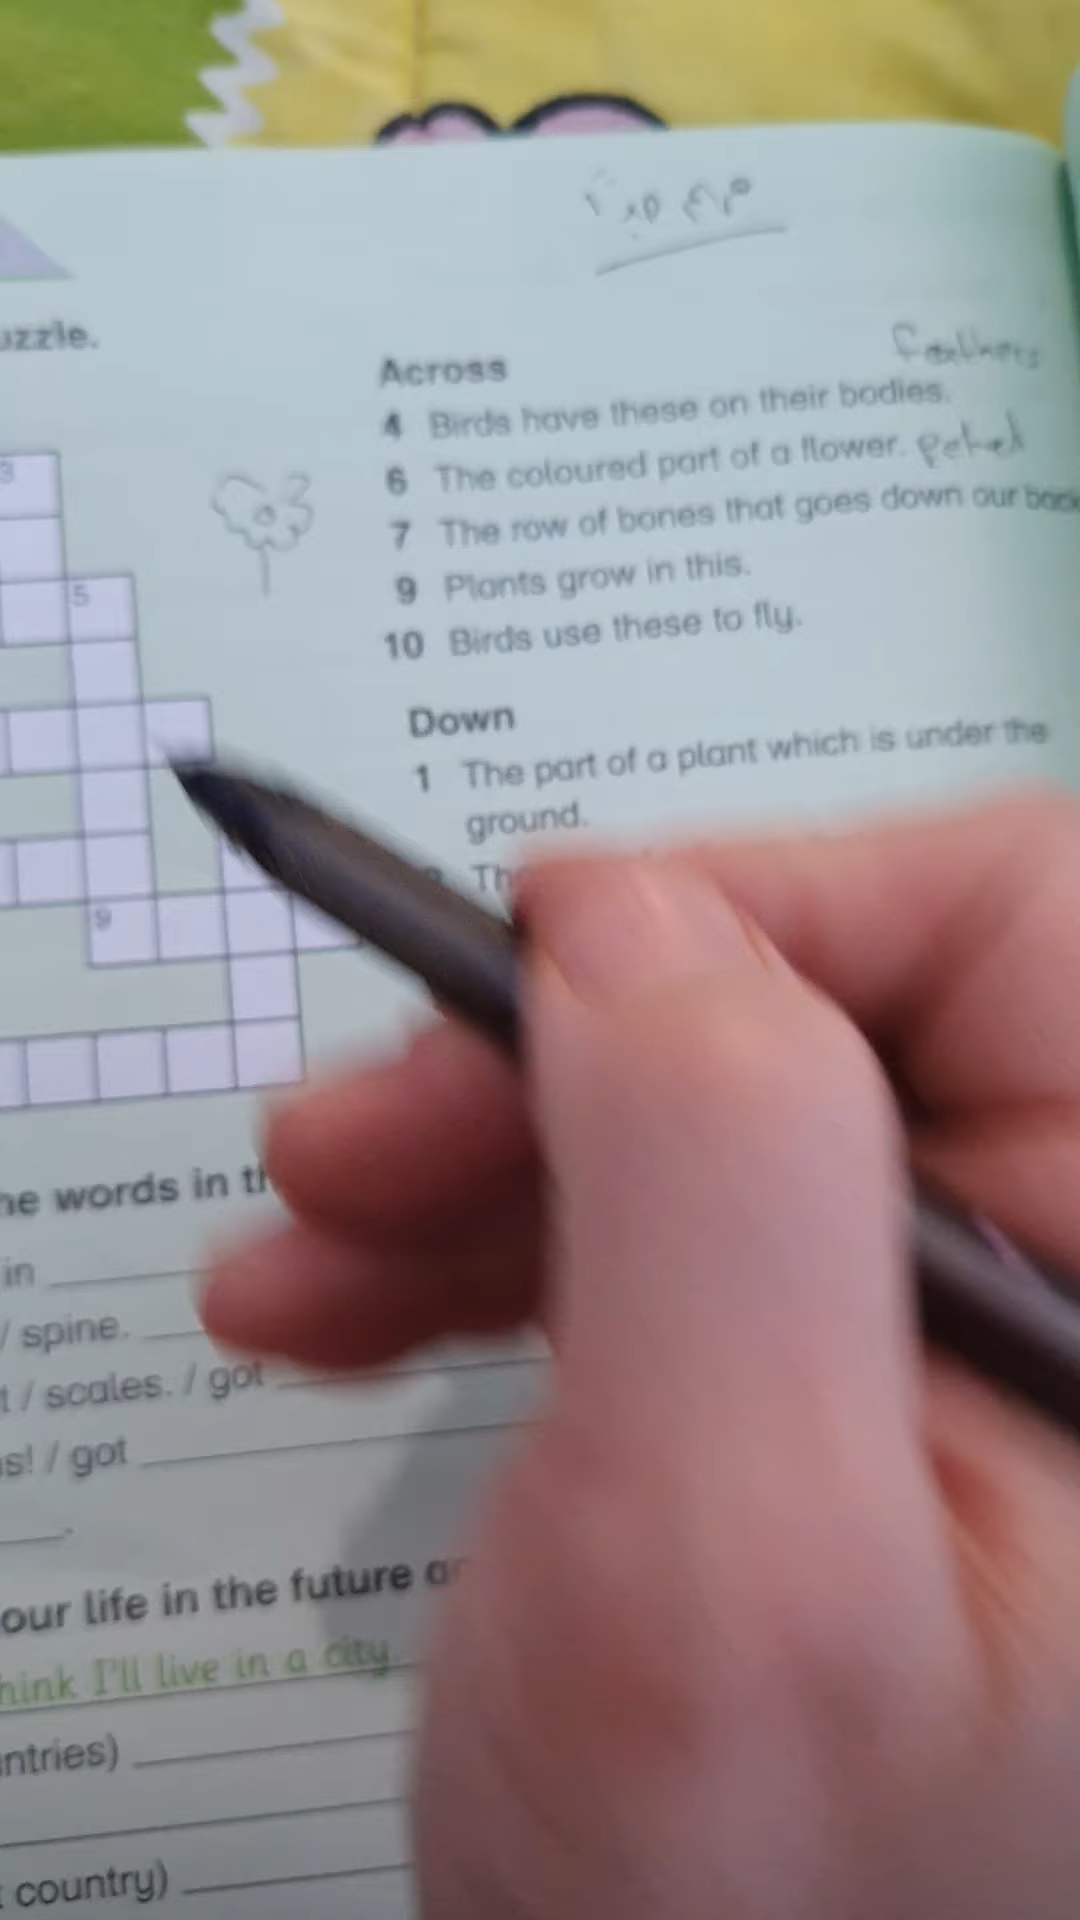 uzzle.
Across
feathers
4 Birds have these on their bodies.
6 The coloured part of a flower. petal
7 The row of bones that goes down our back
9 Plants grow in this.
10 Birds use these to fly.
3
5
9
Down
1 The part of a plant which is under the
ground.
he words in th
in
/ spine.
t / scales. / got
s! / got
our life in the future
hink I'll live in a city.
ntries)
country)